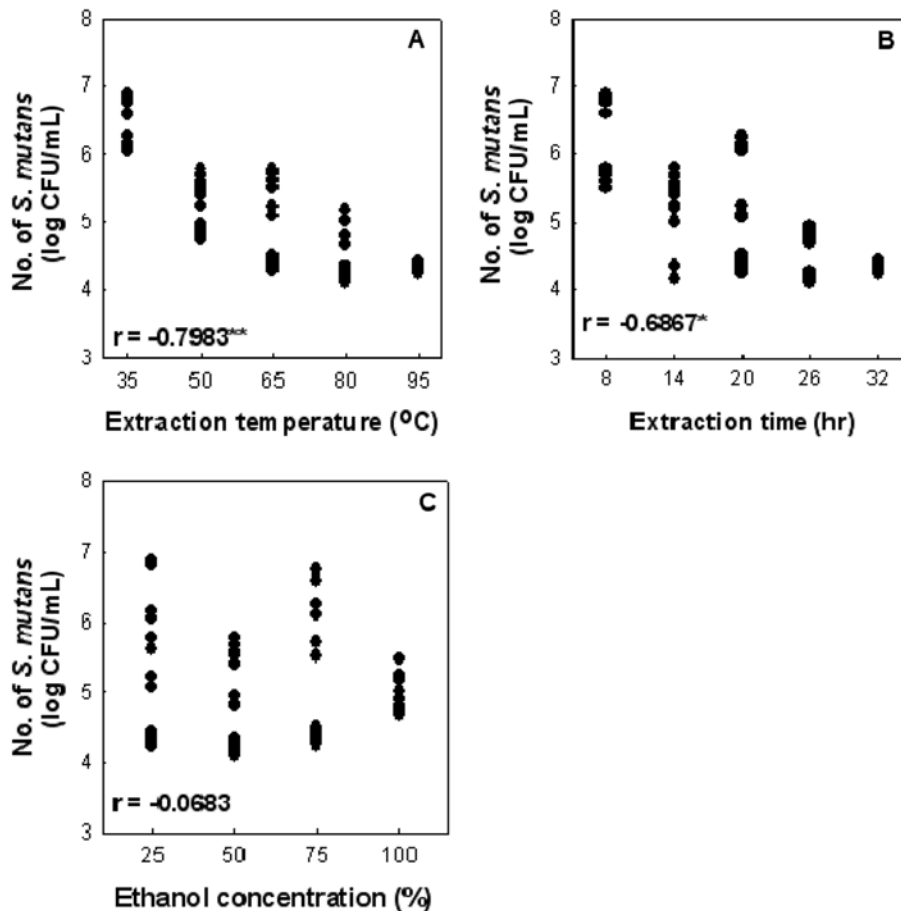 A
No. of S. mutans
(log CFU/mL)
8
7
6
5
4
3
r = -0.7983**
35 50 65 80 95
Extraction temperature (°C)
B
No. of S. mutans
(log CFU/mL)
8
7
6
5
4
3
r = -0.6867*
8 14 20 26 32
Extraction time (hr)
C
No. of S. mutans
(log CFU/mL)
8
7
6
5
4
3
r = -0.0683
25 50 75 100
Ethanol concentration (%)